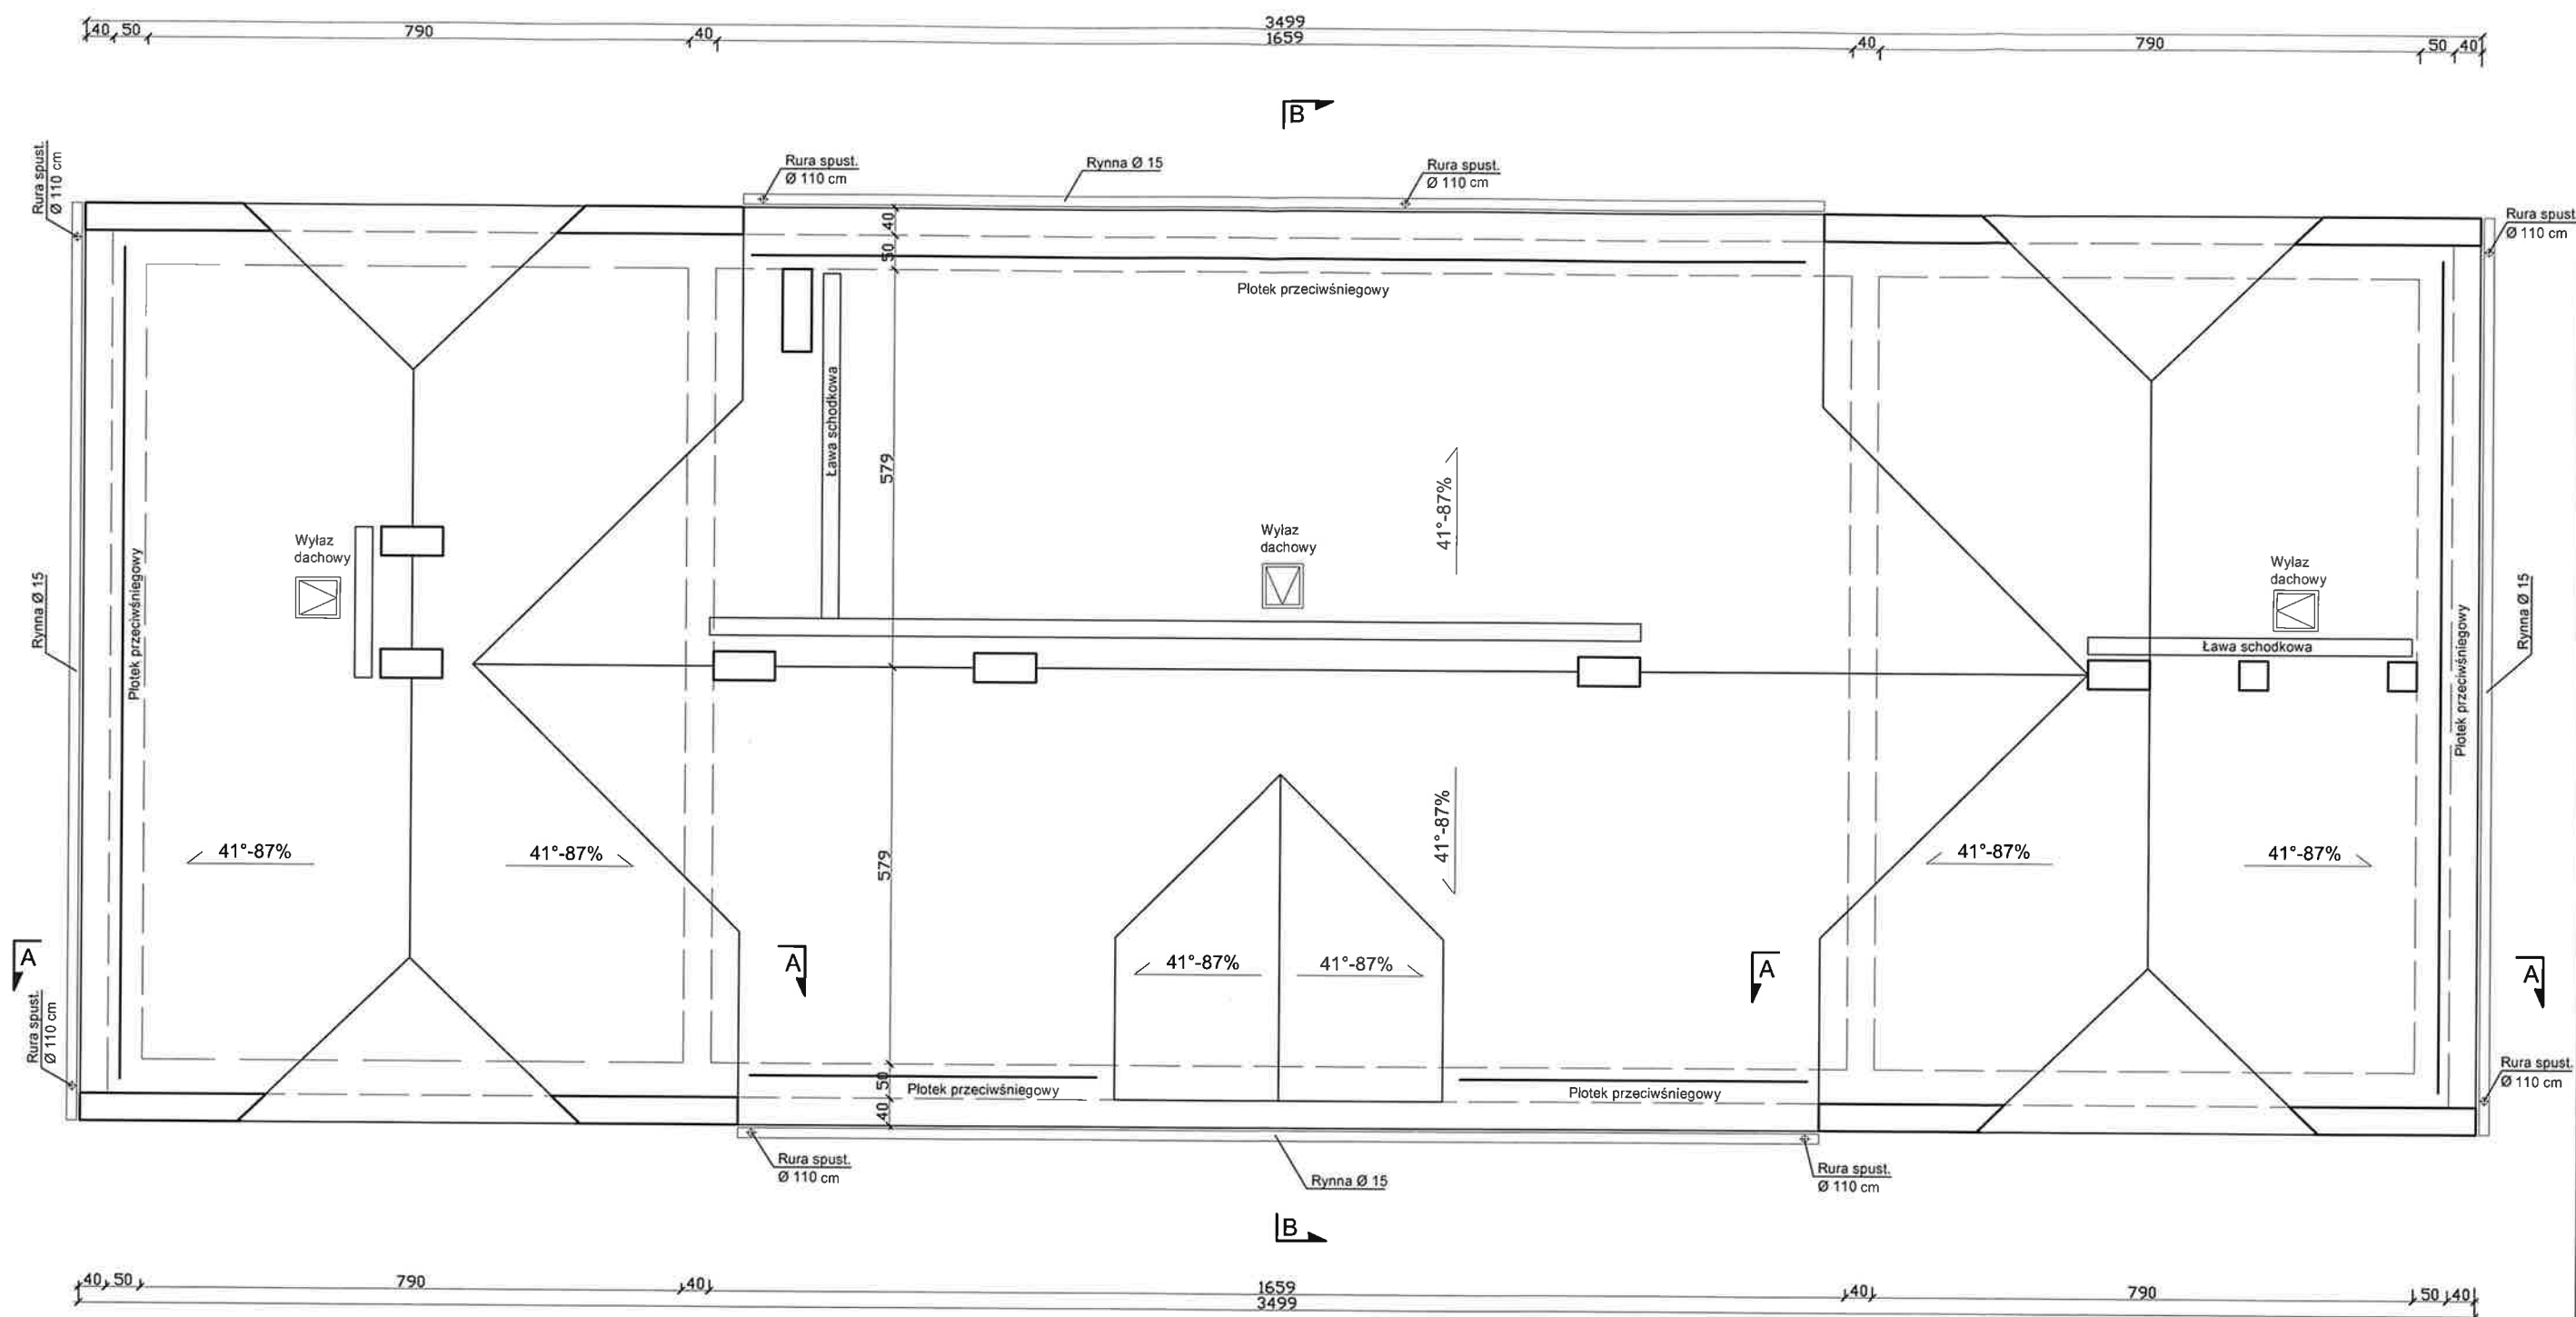 3499
40 50 790 40 1659 40 790 50 40
B
Rura spust.
Ø 110 cm
Rura spust.
Ø 110 cm
Rynna Ø 15
Rura spust.
Ø 110 cm
Rura spust.
Ø 110 cm
40
50
Płotek przeciwśniegowy
Ława schodkowa
579
41°-87%
Wyłaz
dachowy
Wyłaz
dachowy
Wyłaz
dachowy
Rynna Ø 15
Płotek przeciwśniegowy
Ława schodkowa
Płotek przeciwśniegowy
Rynna Ø 15
579
41°-87%
41°-87%
41°-87%
41°-87%
41°-87%
41°-87%
41°-87%
A
A
A
A
Rura spust.
Ø 110 cm
50
40
Płotek przeciwśniegowy
Płotek przeciwśniegowy
Rura spust.
Ø 110 cm
Rura spust.
Ø 110 cm
Rynna Ø 15
Rura spust.
Ø 110 cm
B
40 50 790 40 1659 40 790 50 40
3499